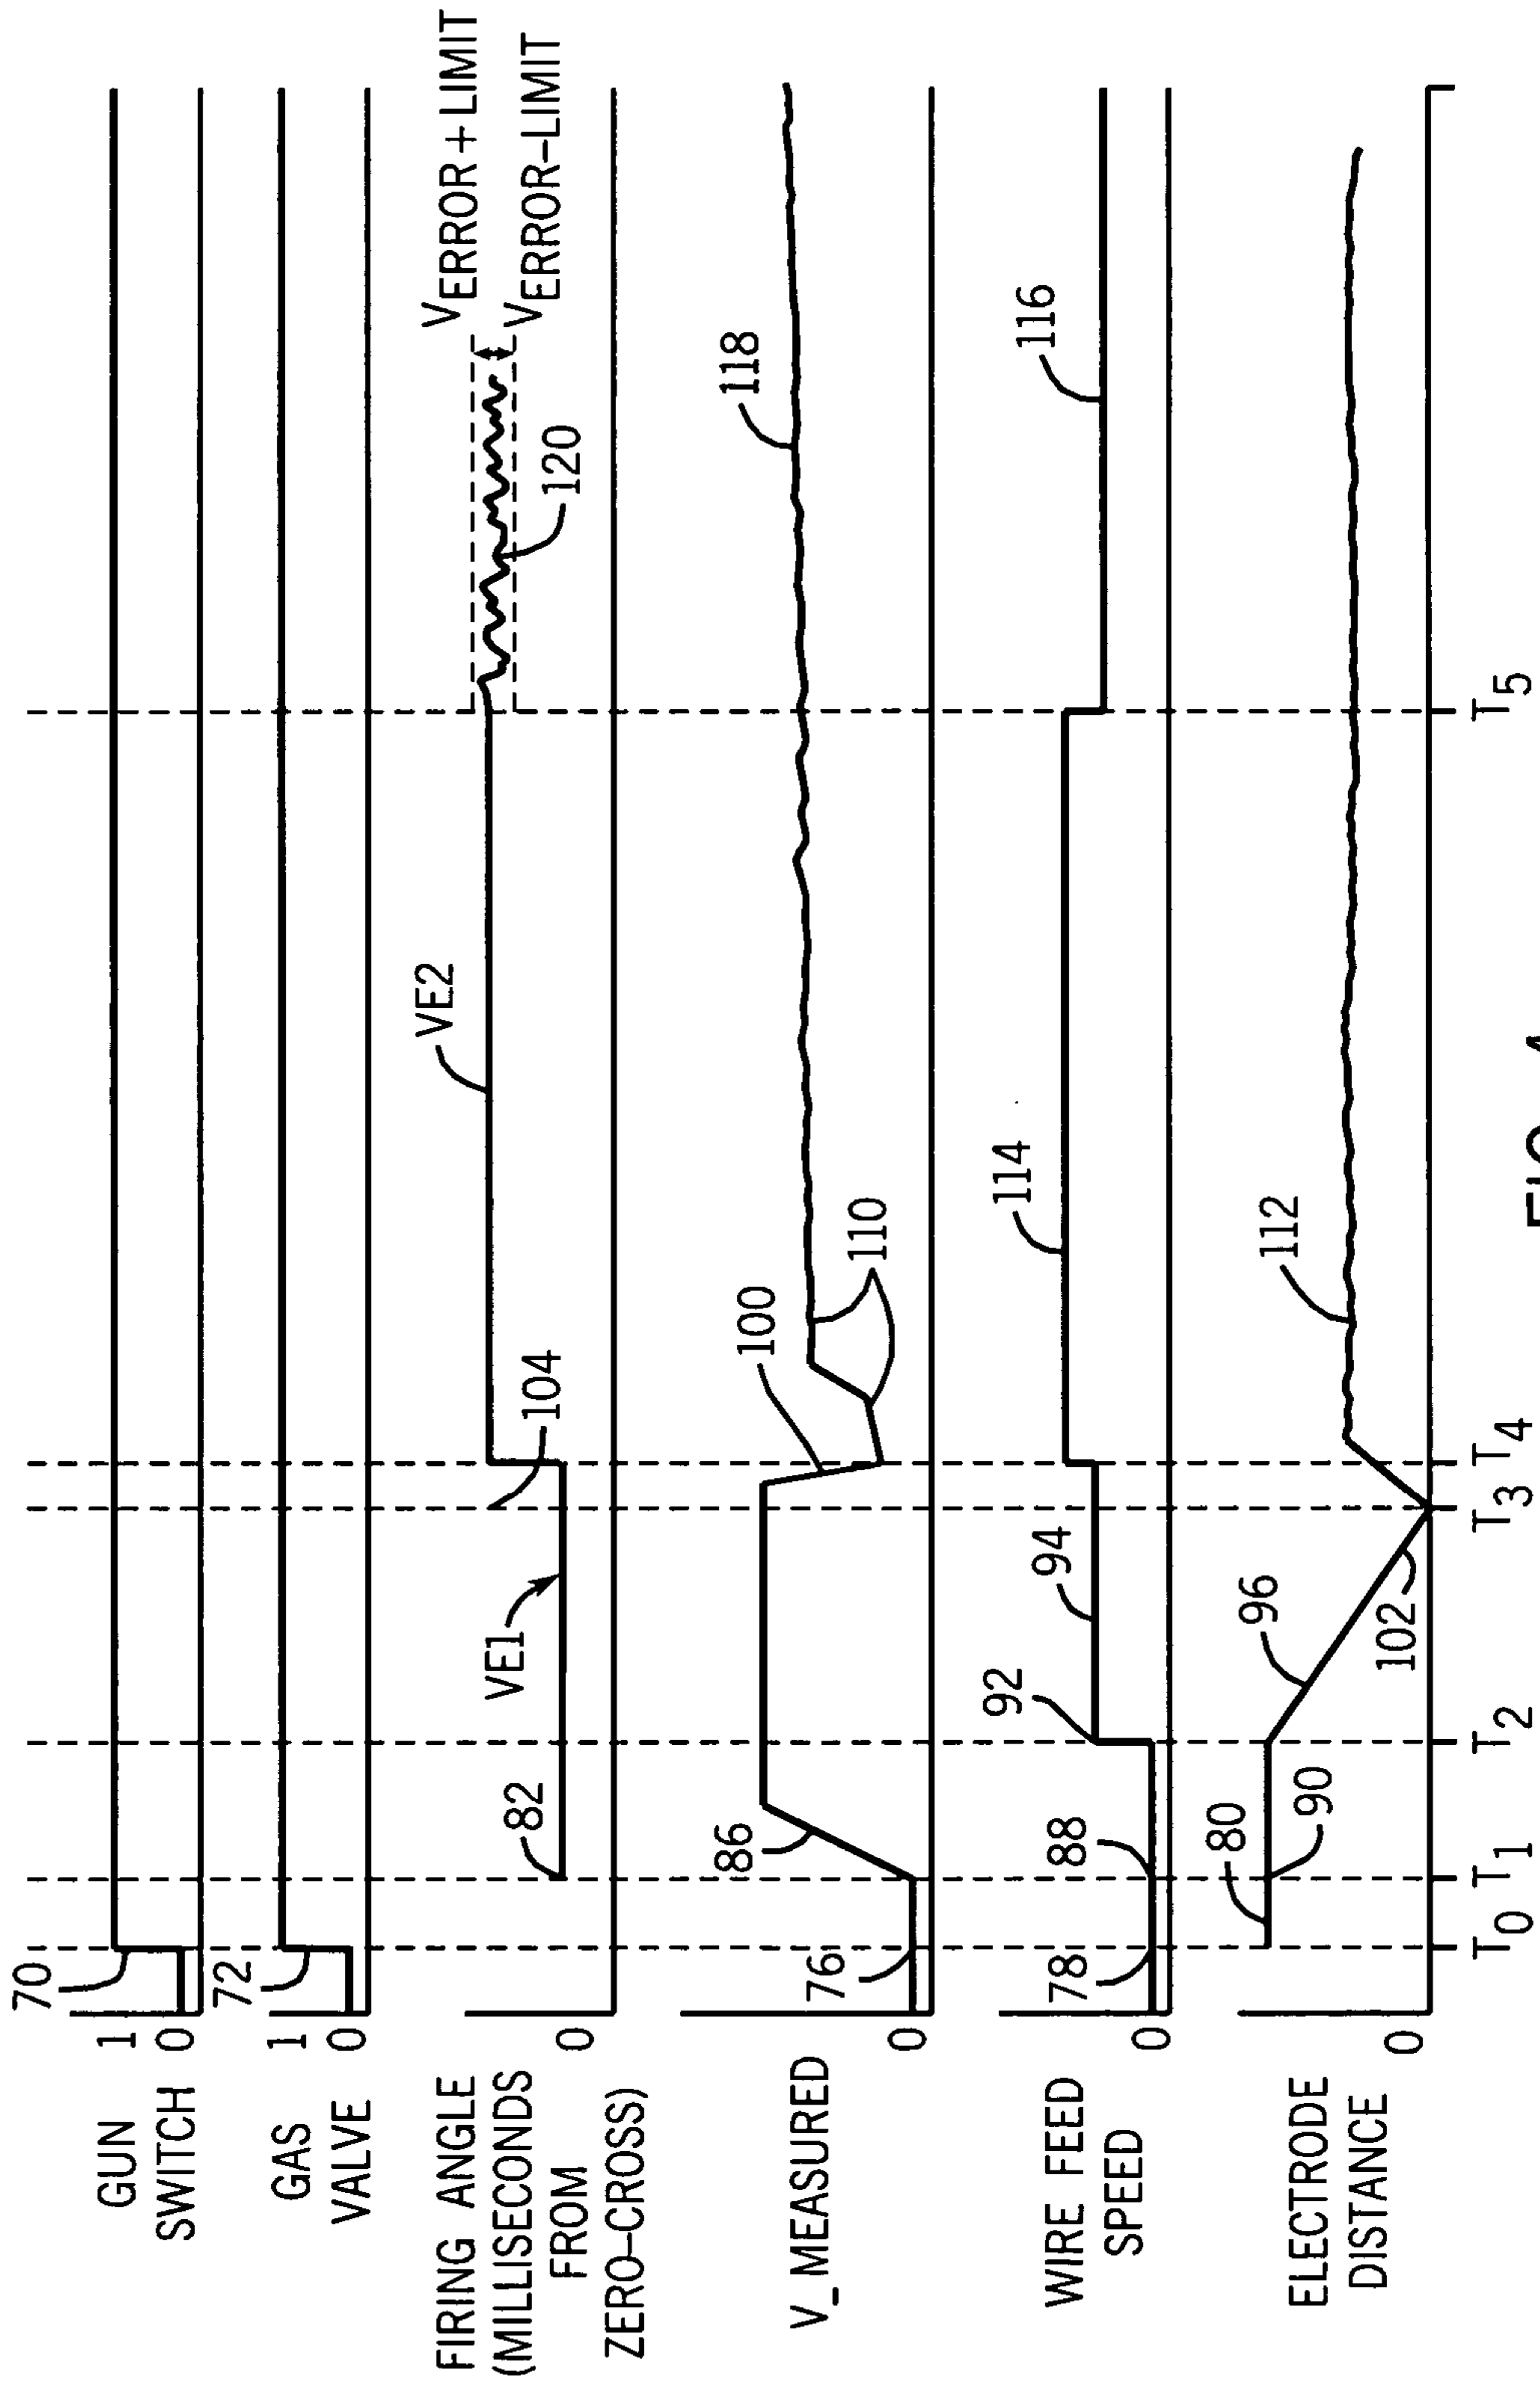 70
GUN
SWITCH
1
0
72
GAS
VALVE
1
0
FIRING ANGLE
(MILLISECONDS
FROM
ZERO-CROSS)
0
82
VE1
104
VE2
120
VERROR+LIMIT
VERROR-LIMIT
V_MEASURED
0
76
86
100
110
118
WIRE FEED
SPEED
0
78
88
92
94
114
116
ELECTRODE
DISTANCE
0
80
90
96
102
112
T0
T1
T2
T3
T4
T5